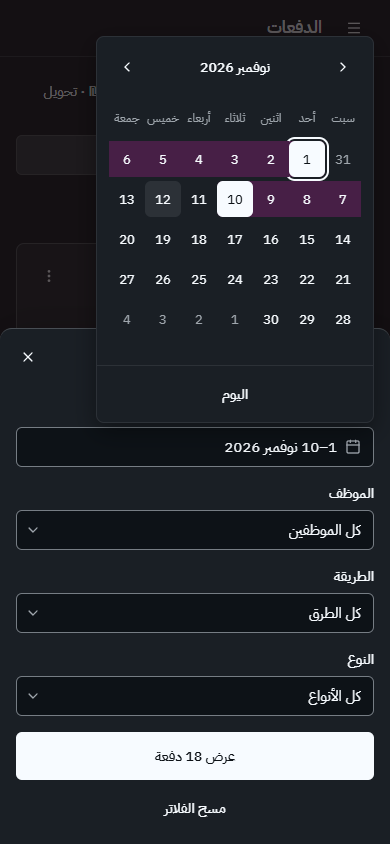 الدفعات
· تحويل
نوفمبر 2026
سبت أحد اثنين ثلاثاء أربعاء خميس جمعة
31 1 2 3 4 5 6
7 8 9 10 11 12 13
14 15 16 17 18 19 20
21 22 23 24 25 26 27
28 29 30 1 2 3 4
اليوم
1–10 نوفمبر 2026
الموظف
كل الموظفين
الطريقة
كل الطرق
النوع
كل الأنواع
عرض 18 دفعة
مسح الفلاتر